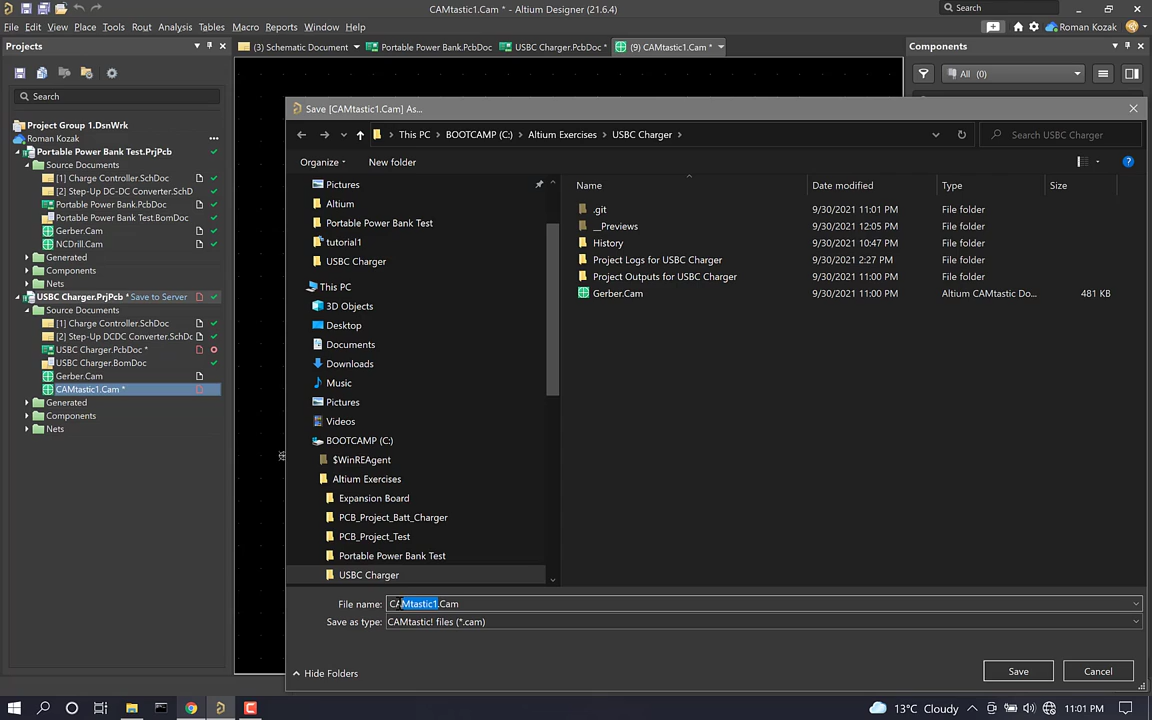 CAMtastic1.Cam * - Altium Designer (21.6.4)
Search
File Edit View Place Tools Rout Analysis Tables Macro Reports Window Help
Roman Kozak
Projects
(3) Schematic Document
Portable Power Bank.PcbDoc
USBC Charger.PcbDoc *
(9) CAMtastic1.Cam *
Components
All (0)
Search
Project Group 1.DsnWrk
Roman Kozak
Portable Power Bank Test.PrjPcb
Source Documents
[1] Charge Controller.SchDoc
[2] Step-Up DC-DC Converter.SchD
Portable Power Bank.PcbDoc
Portable Power Bank Test.BomDoc
Gerber.Cam
NCDrill.Cam
Generated
Components
Nets
USBC Charger.PrjPcb * Save to Server
Source Documents
[1] Charge Controller.SchDoc
[2] Step-Up DCDC Converter.SchDc
USBC Charger.PcbDoc *
USBC Charger.BomDoc
Gerber.Cam
CAMtastic1.Cam *
Generated
Components
Nets
Save [CAMtastic1.Cam] As...
This PC > BOOTCAMP (C:) > Altium Exercises > USBC Charger >
Search USBC Charger
Organize
New folder
Pictures
Altium
Portable Power Bank Test
tutorial1
USBC Charger
This PC
3D Objects
Desktop
Documents
Downloads
Music
Pictures
Videos
BOOTCAMP (C:)
$WinREAgent
Altium Exercises
Expansion Board
PCB_Project_Batt_Charger
PCB_Project_Test
Portable Power Bank Test
USBC Charger
Name Date modified Type Size
.git 9/30/2021 11:01 PM File folder
__Previews 9/30/2021 12:05 PM File folder
History 9/30/2021 10:47 PM File folder
Project Logs for USBC Charger 9/30/2021 2:27 PM File folder
Project Outputs for USBC Charger 9/30/2021 11:00 PM File folder
Gerber.Cam 9/30/2021 11:00 PM Altium CAMtastic Do... 481 KB
File name: CAMtastic1.Cam
Save as type: CAMtastic! files (*.cam)
Hide Folders
Save
Cancel
13°C Cloudy
11:01 PM